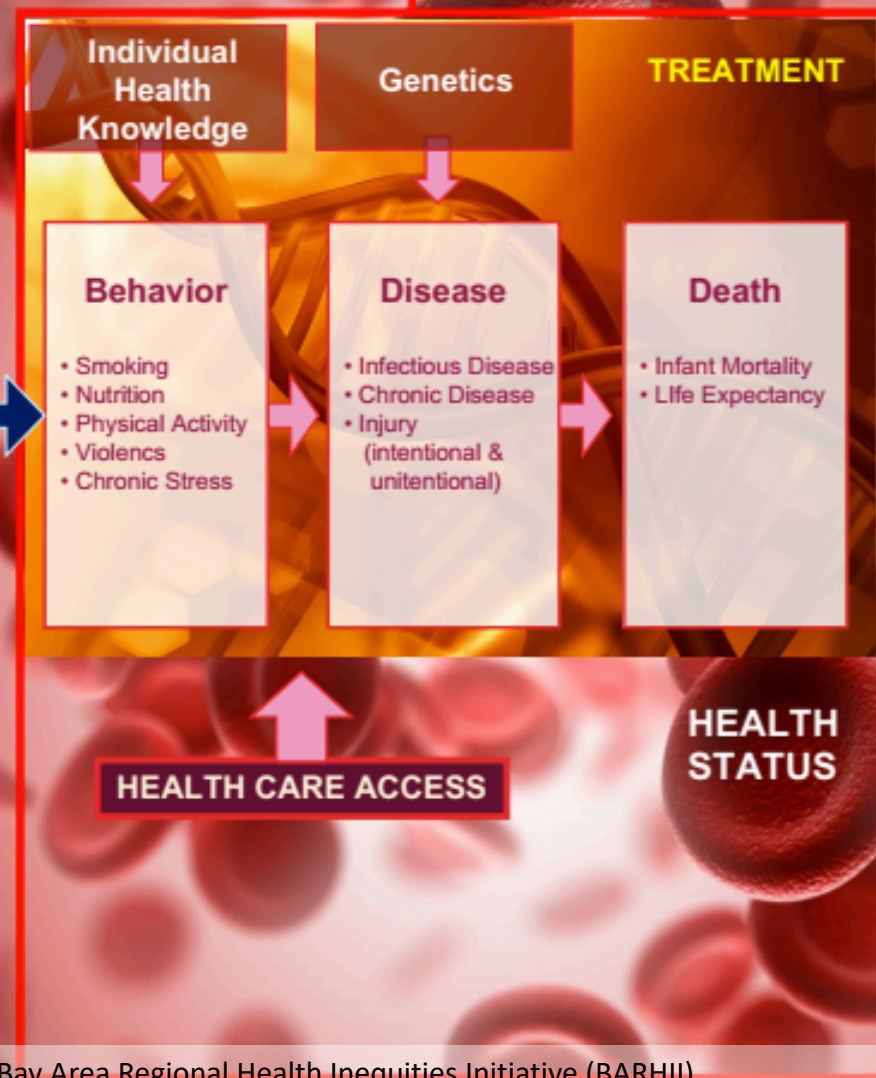 Individual
Health
Knowledge
Genetics
TREATMENT
Behavior
• Smoking
• Nutrition
• Physical Activity
• Violencs
• Chronic Stress
Disease
• Infectious Disease
• Chronic Disease
• Injury
(intentional &
unitentional)
Death
• Infant Mortality
• LIfe Expectancy
HEALTH
STATUS
HEALTH CARE ACCESS
Bay Area Regional Health Inequities Initiative (BARHII)